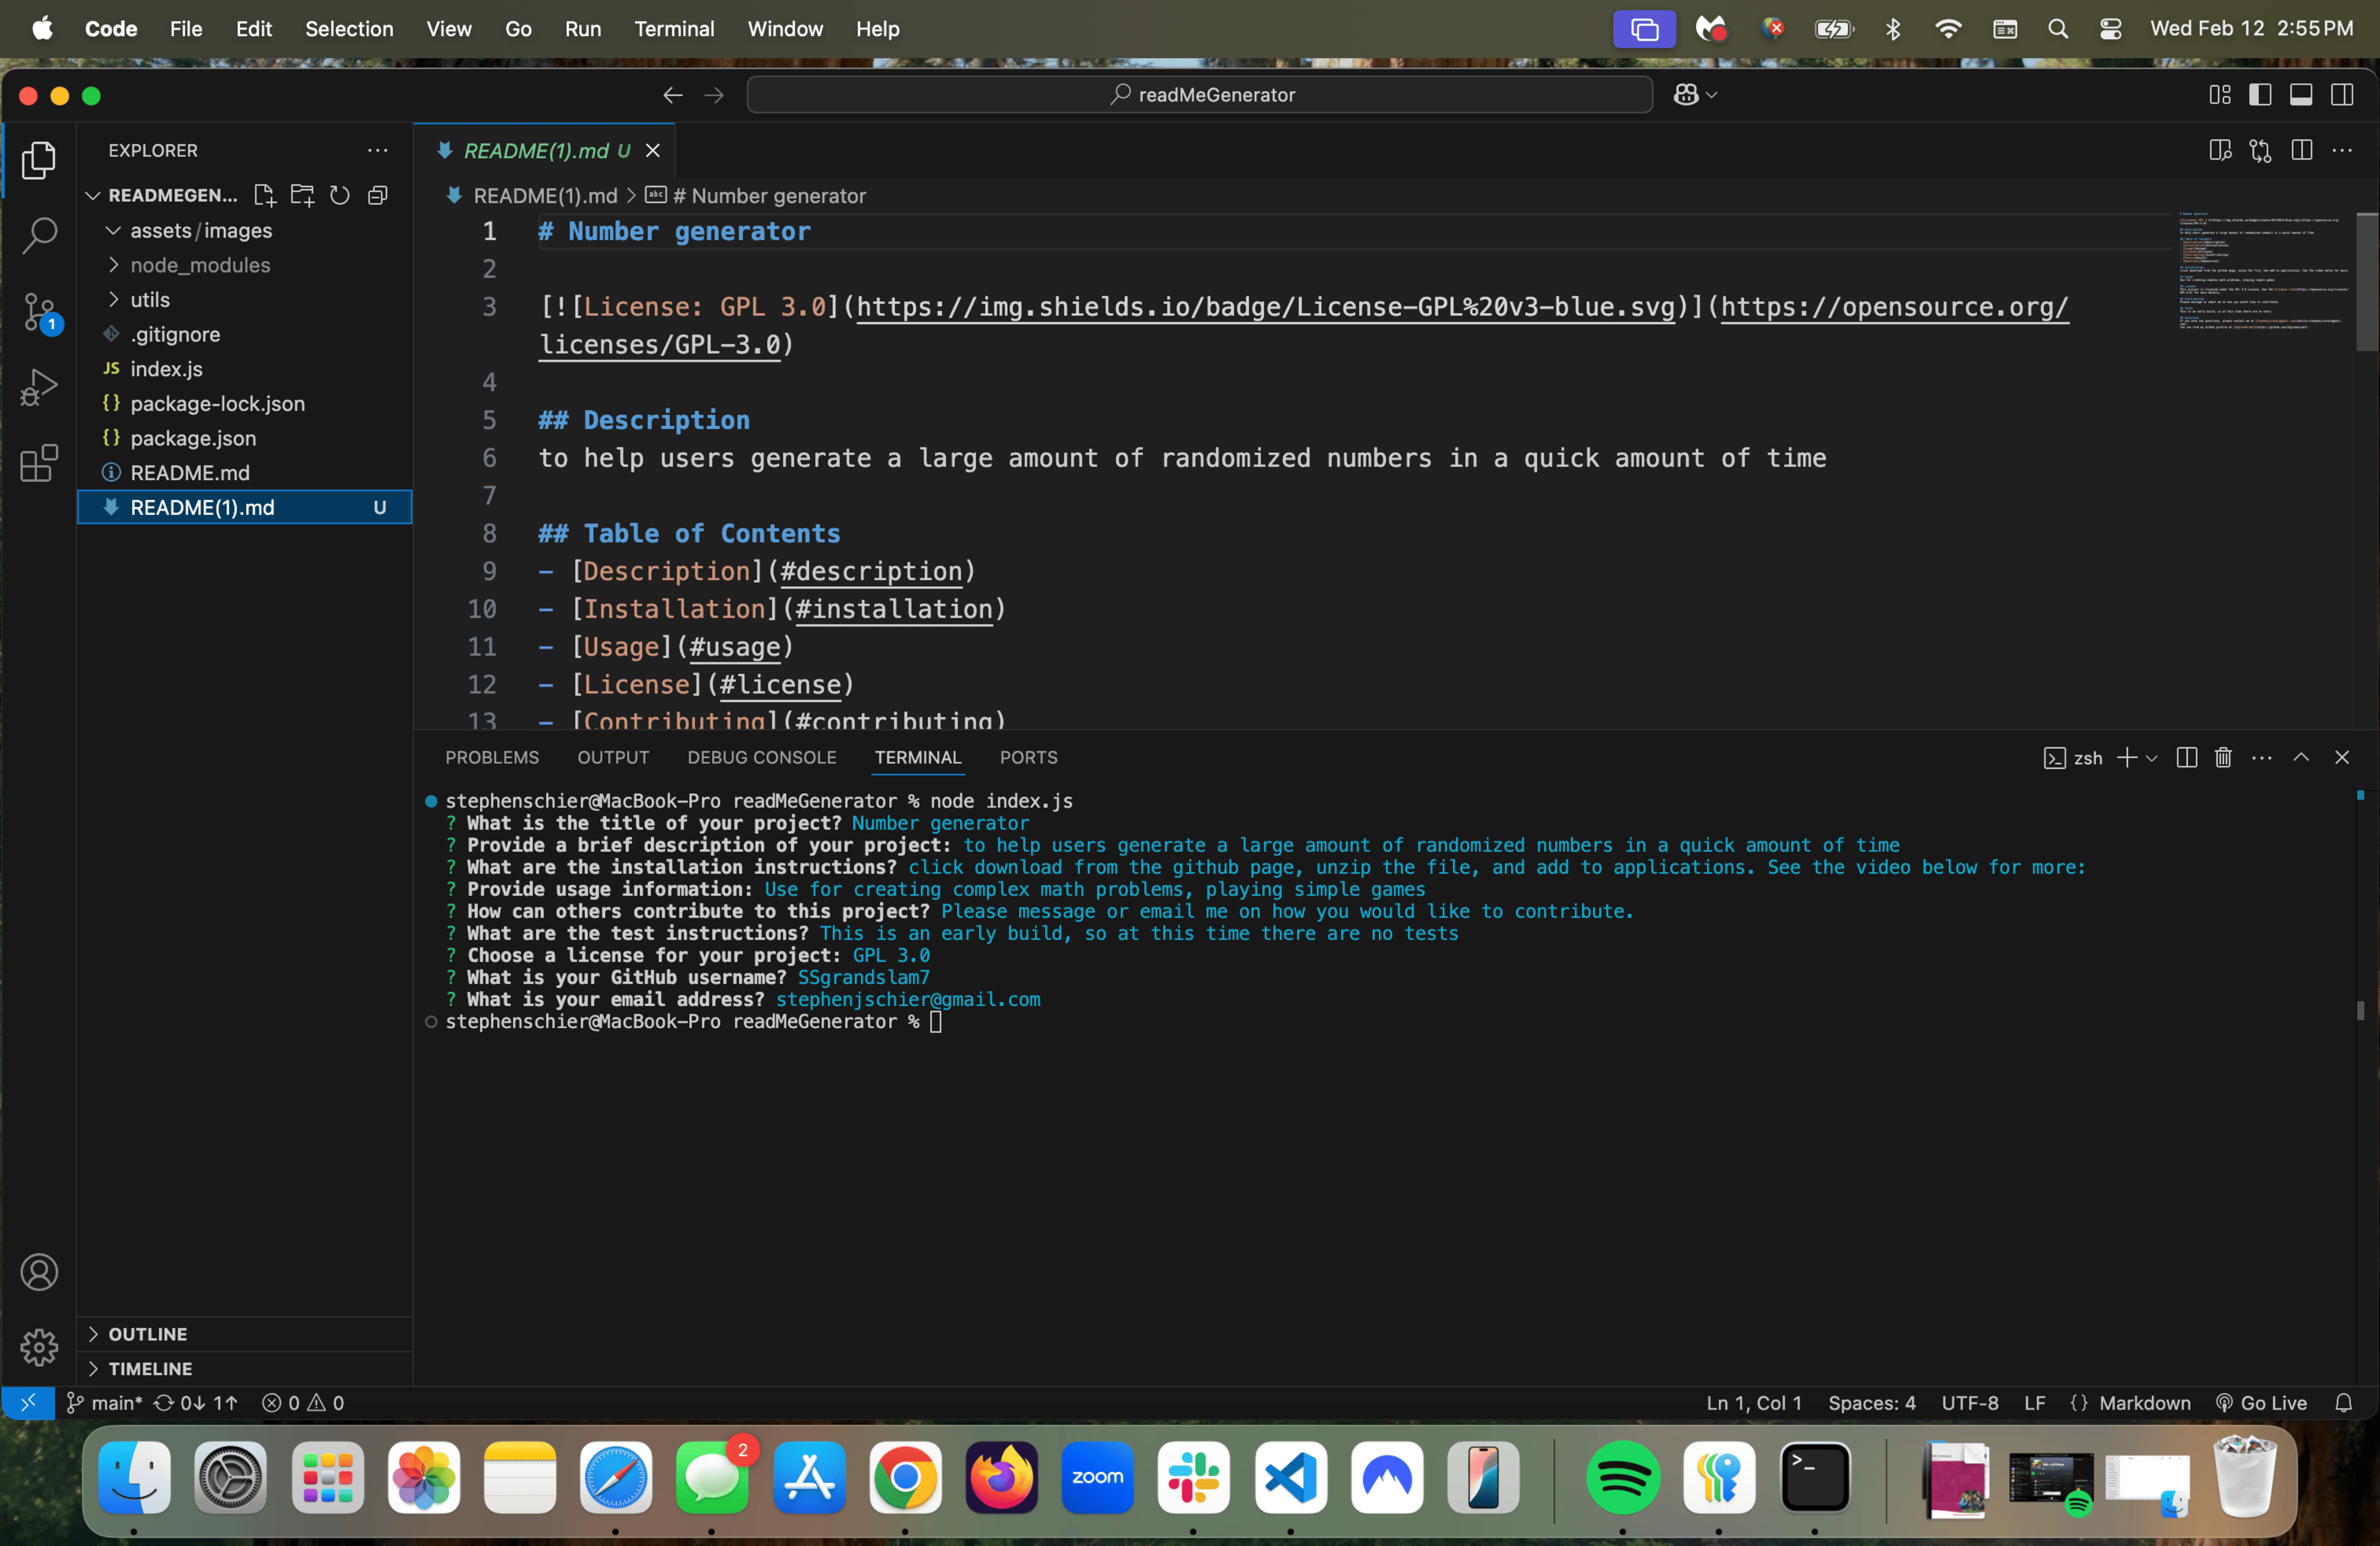 Code File Edit Selection View Go Run Terminal Window Help Wed Feb 12 2:55 PM
readMeGenerator
EXPLORER
README(1).md U
READMEGEN...
README(1).md > # Number generator
assets/images
node_modules
utils
.gitignore
JS index.js
{} package-lock.json
{} package.json
README.md
README(1).md U
1
1 # Number generator
2
3 [![License: GPL 3.0](https://img.shields.io/badge/License-GPL%20v3-blue.svg)](https://opensource.org/
licenses/GPL-3.0)
4
5 ## Description
6 to help users generate a large amount of randomized numbers in a quick amount of time
7
8 ## Table of Contents
9 - [Description](#description)
10 - [Installation](#installation)
11 - [Usage](#usage)
12 - [License](#license)
13 - [Contributing](#contributing)
PROBLEMS OUTPUT DEBUG CONSOLE TERMINAL PORTS zsh
stephenschier@MacBook-Pro readMeGenerator % node index.js
? What is the title of your project? Number generator
? Provide a brief description of your project: to help users generate a large amount of randomized numbers in a quick amount of time
? What are the installation instructions? click download from the github page, unzip the file, and add to applications. See the video below for more:
? Provide usage information: Use for creating complex math problems, playing simple games
? How can others contribute to this project? Please message or email me on how you would like to contribute.
? What are the test instructions? This is an early build, so at this time there are no tests
? Choose a license for your project: GPL 3.0
? What is your GitHub username? SSgrandslam7
? What is your email address? stephenjschier@gmail.com
stephenschier@MacBook-Pro readMeGenerator %
OUTLINE
TIMELINE
main* 0↓ 1↑ 0 0 Ln 1, Col 1 Spaces: 4 UTF-8 LF {} Markdown Go Live
2
zoom